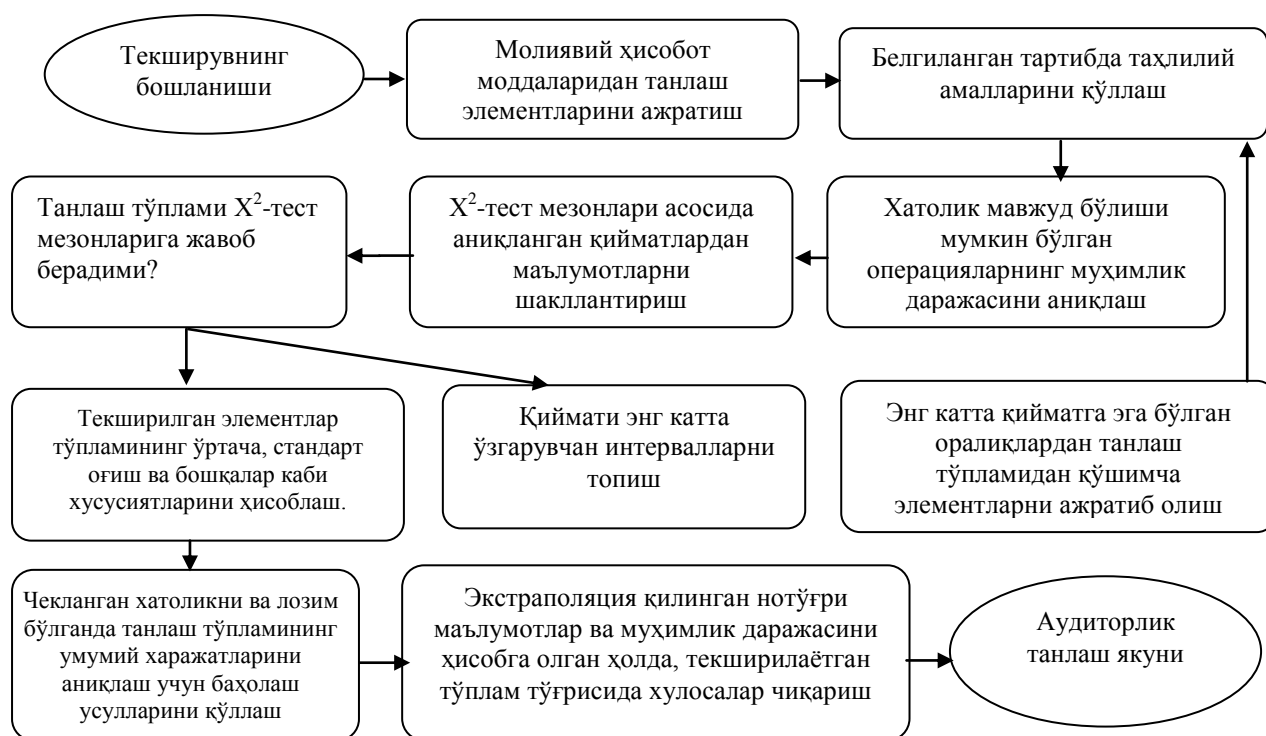 Текширувнинг
бошланиши
Молиявий ҳисобот
моддаларидан танлаш
элементларини ажратиш
Белгиланган тартибда таҳлилий
амалларини қўллаш
Танлаш тўплами X²-тест
мезонларига жавоб
берадими?
X²-тест мезонлари асосида
аниқланган қийматлардан
маълумотларни
шакллантириш
Хатолик мавжуд бўлиши
мумкин бўлган
операцияларнинг муҳимлик
даражасини аниқлаш
Текширилган элементлар
тўпламининг ўртача, стандарт
оғиш ва бошқалар каби
хусусиятларини ҳисоблаш.
Қиймати энг катта
ўзгарувчан интервалларни
топиш
Энг катта қийматга эга бўлган
оралиқлардан танлаш
тўпламидан қўшимча
элементларни ажратиб олиш
Чекланган хатоликни ва лозим
бўлганда танлаш тўпламининг
умумий харажатларини
аниқлаш учун баҳолаш
усулларини қўллаш
Экстраполяция қилинган нотўғри
маълумотлар ва муҳимлик даражасини
ҳисобга олган ҳолда, текширилаётган
тўплам тўғрисида хулосалар чиқариш
Аудиторлик
танлаш якуни